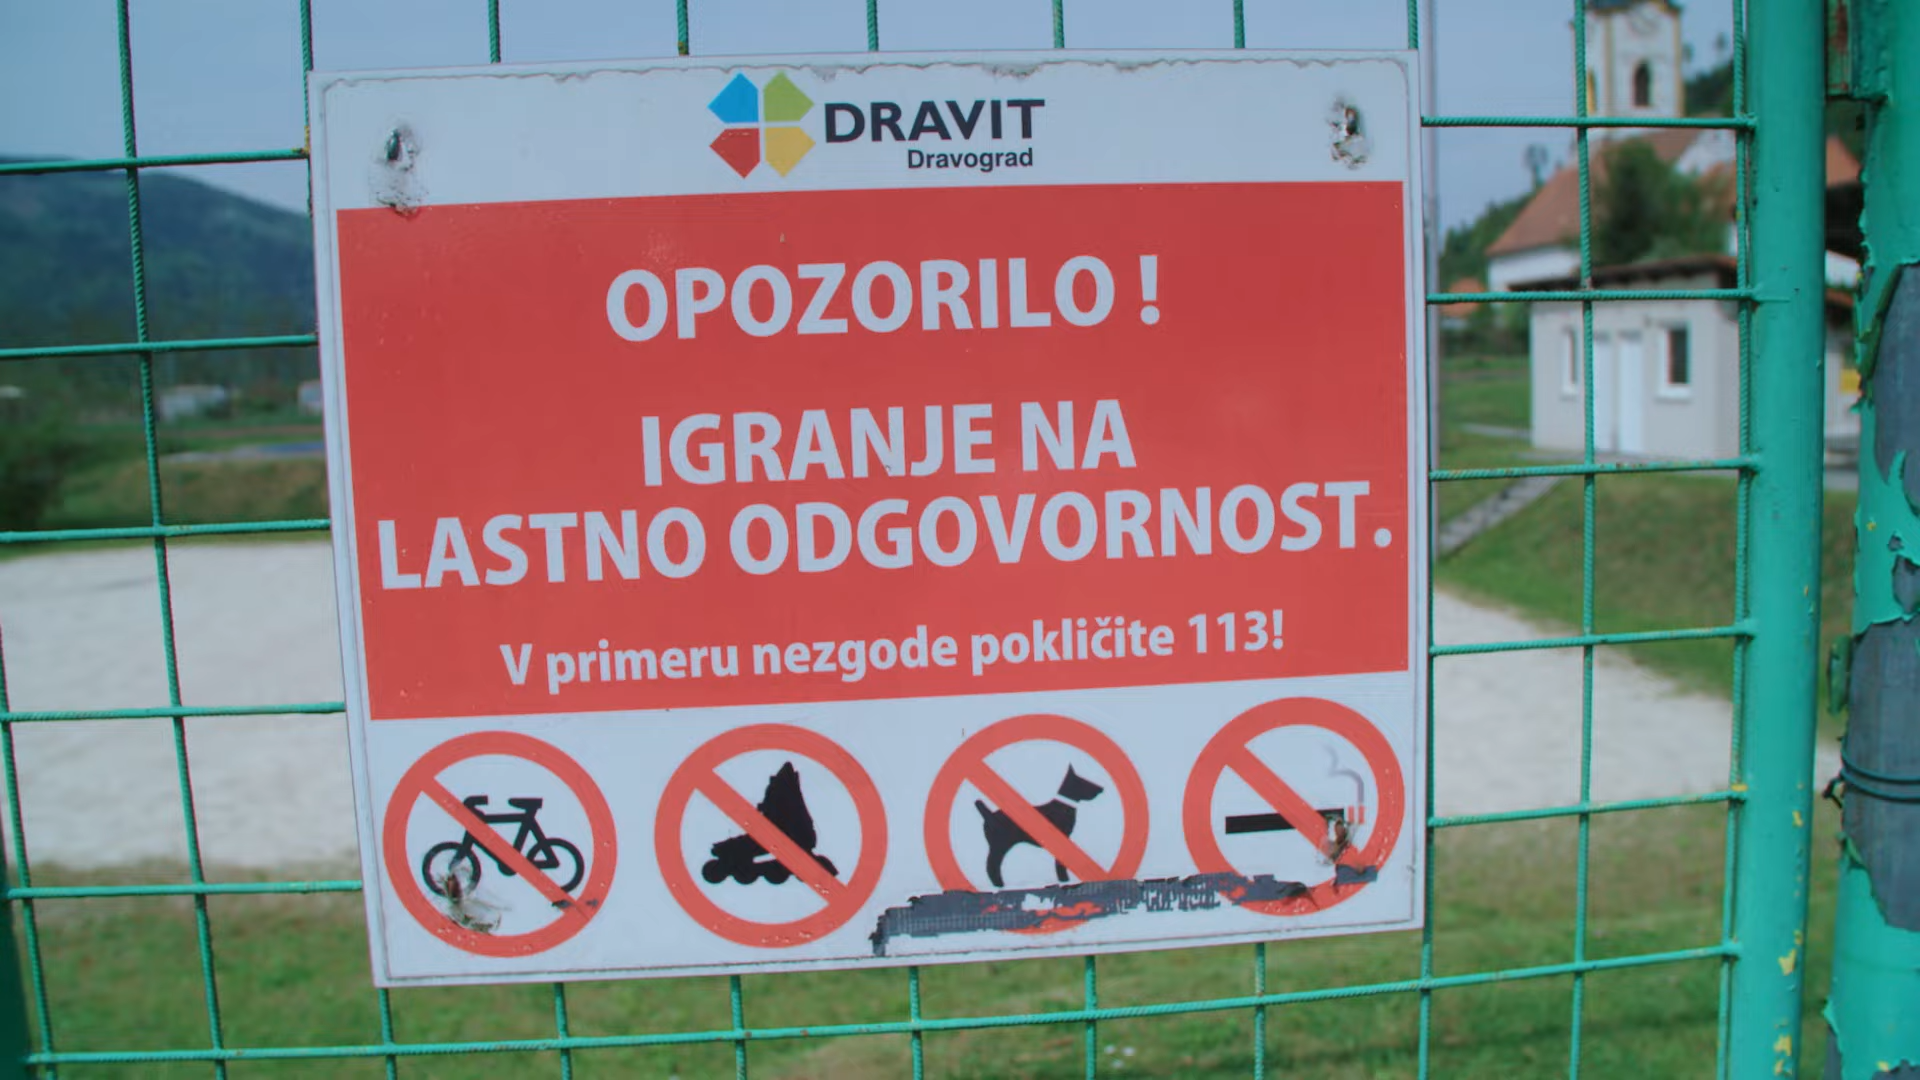 DRAVIT
Dravograd
OPOZORILO !
IGRANJE NA
LASTNO ODGOVORNOST.
V primeru nezgode pokličite 113!